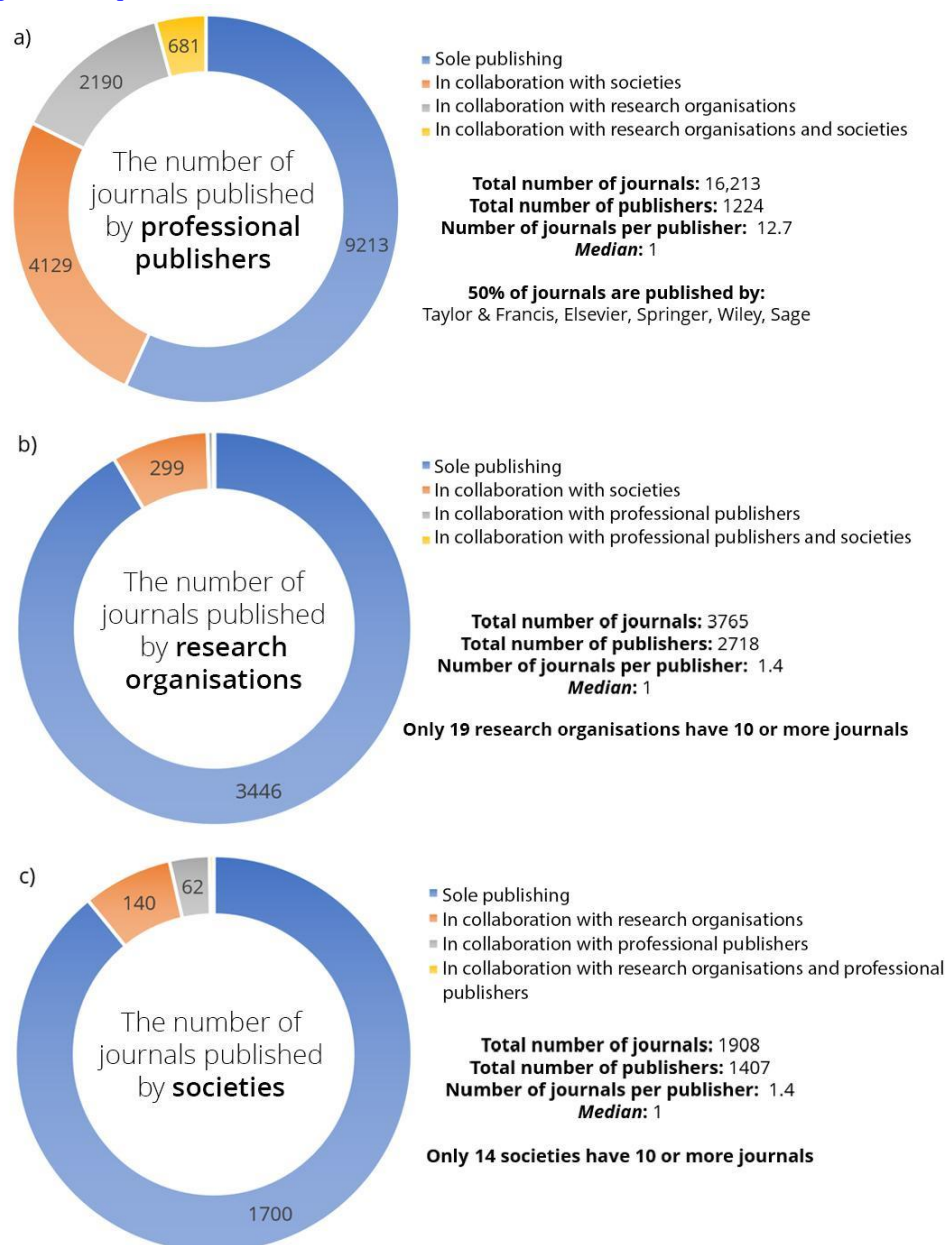 a)
681
2190
4129
9213
The number of
journals published
by professional
publishers
Sole publishing
In collaboration with societies
In collaboration with research organisations
In collaboration with research organisations and societies
Total number of journals: 16,213
Total number of publishers: 1224
Number of journals per publisher: 12.7
Median: 1
50% of journals are published by:
Taylor & Francis, Elsevier, Springer, Wiley, Sage
b)
299
3446
The number of
journals published
by research
organisations
Sole publishing
In collaboration with societies
In collaboration with professional publishers
In collaboration with professional publishers and societies
Total number of journals: 3765
Total number of publishers: 2718
Number of journals per publisher: 1.4
Median: 1
Only 19 research organisations have 10 or more journals
c)
140
62
1700
The number of
journals published
by societies
Sole publishing
In collaboration with research organisations
In collaboration with professional publishers
In collaboration with research organisations and professional
publishers
Total number of journals: 1908
Total number of publishers: 1407
Number of journals per publisher: 1.4
Median: 1
Only 14 societies have 10 or more journals